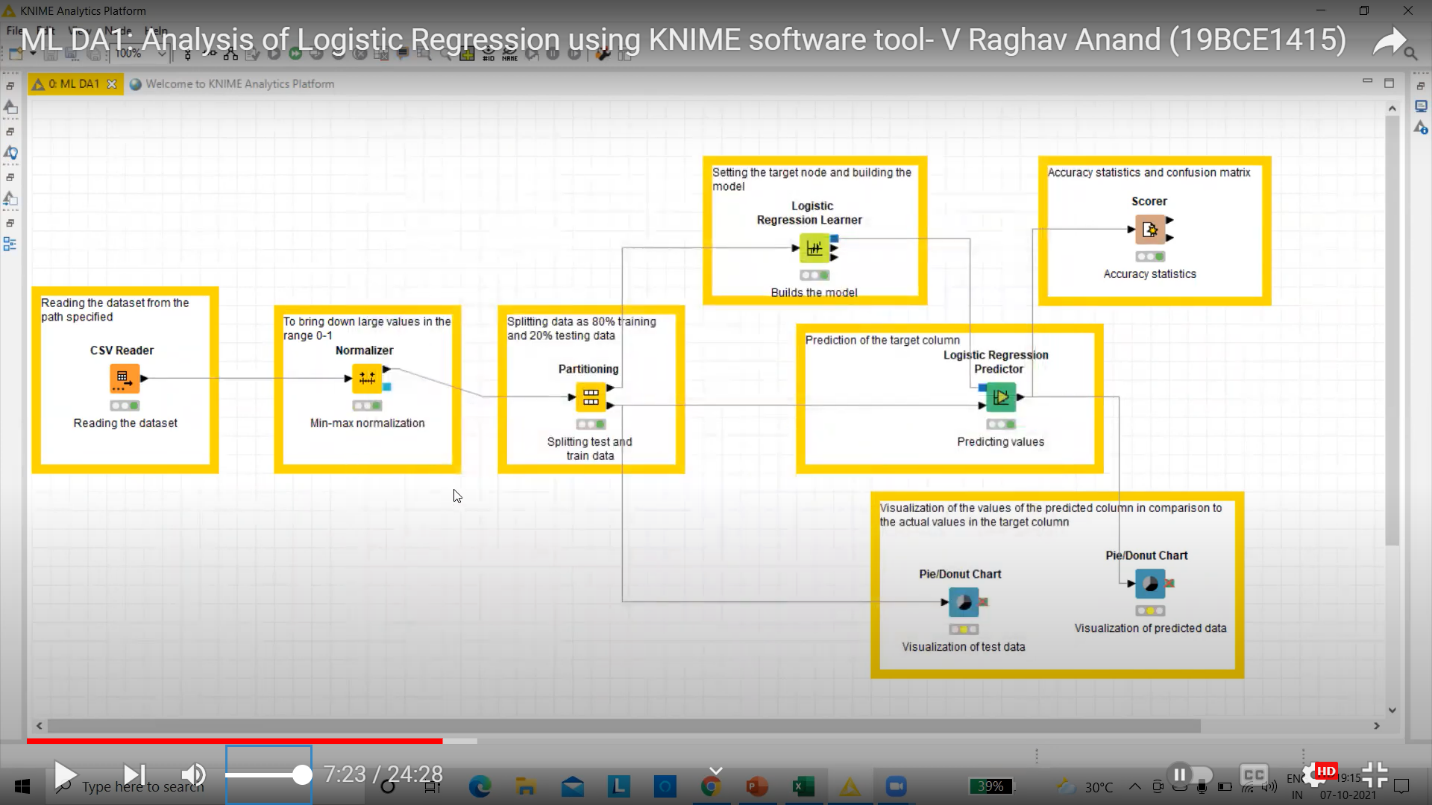 KNIME Analytics Platform
ML DA1: Analysis of Logistic Regression using KNIME software tool- V Raghav Anand (19BCE1415)
100%
0: ML DA1
Welcome to KNIME Analytics Platform
Setting the target node and building the
model
Logistic
Regression Learner
Builds the model
Accuracy statistics and confusion matrix
Scorer
Accuracy statistics
Reading the dataset from the
path specified
CSV Reader
Reading the dataset
To bring down large values in the
range 0-1
Normalizer
Min-max normalization
Splitting data as 80% training
and 20% testing data
Partitioning
Splitting test and
train data
Prediction of the target column
Logistic Regression
Predictor
Predicting values
Visualization of the values of the predicted column in comparison to
the actual values in the target column
Pie/Donut Chart
Visualization of test data
Pie/Donut Chart
Visualization of predicted data
7:23 / 24:28
Type here to search
39%
30°C
CC
HD
ENG
IN
19:15
07-10-2021